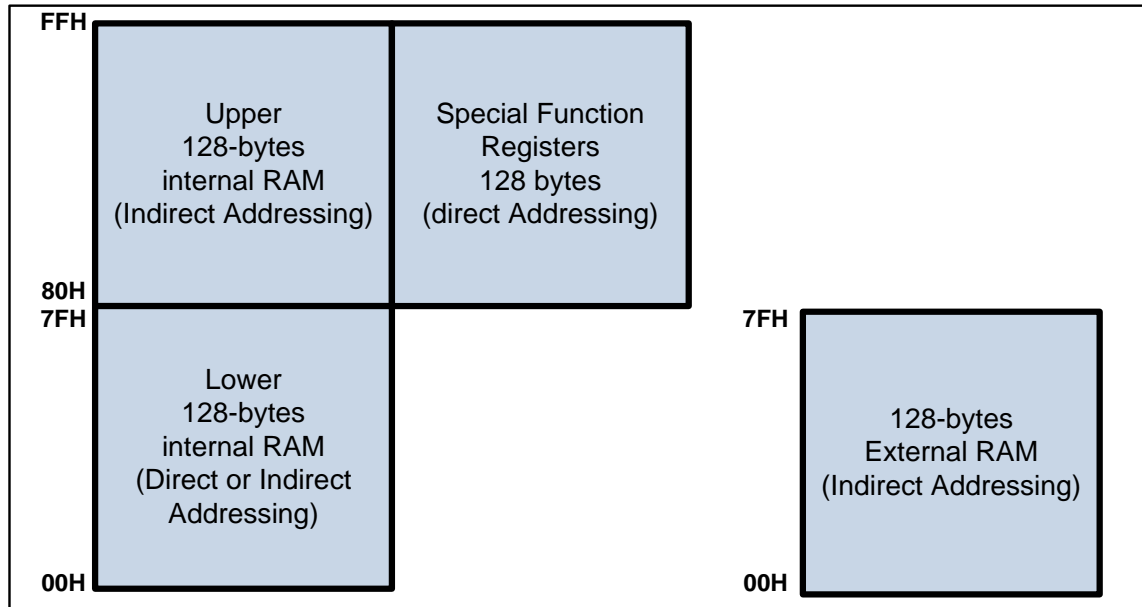 FFH
Upper
128-bytes
internal RAM
(Indirect Addressing)
Special Function
Registers
128 bytes
(direct Addressing)
80H
7FH
Lower
128-bytes
internal RAM
(Direct or Indirect
Addressing)
00H
7FH
128-bytes
External RAM
(Indirect Addressing)
00H